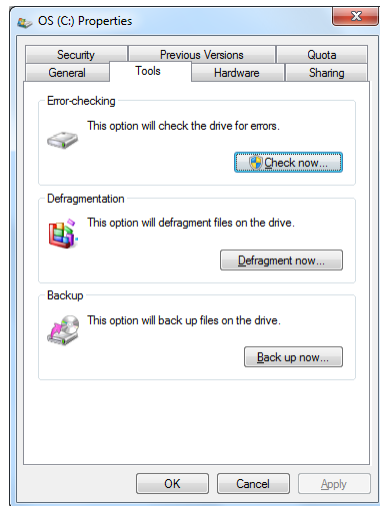 OS (C:) Properties
Security Previous Versions Quota
General Tools Hardware Sharing
Error-checking
This option will check the drive for errors.
Check now...
Defragmentation
This option will defragment files on the drive.
Defragment now...
Backup
This option will back up files on the drive.
Back up now...
OK Cancel Apply